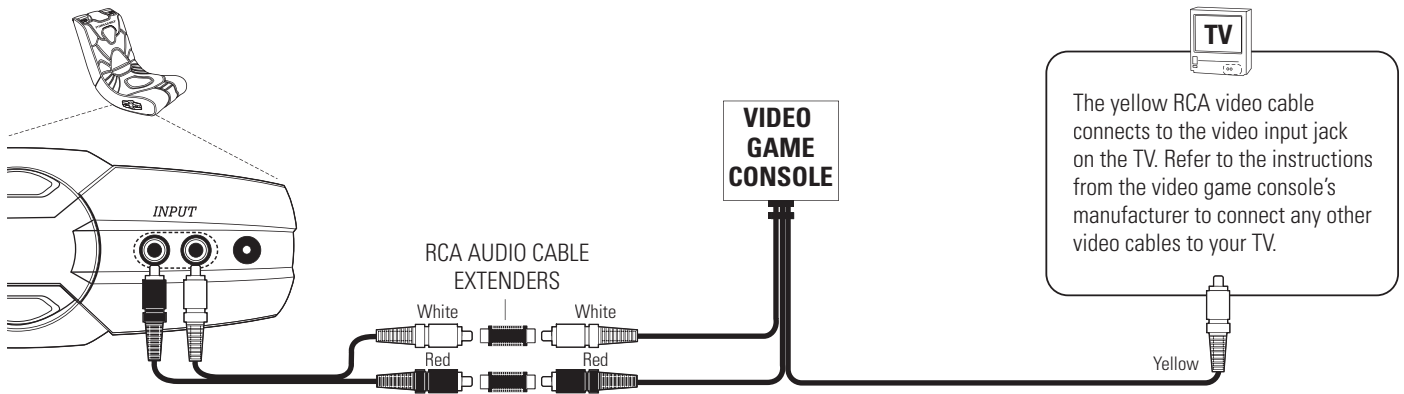 TV
The yellow RCA video cable
connects to the video input jack
on the TV. Refer to the instructions
from the video game console’s
manufacturer to connect any other
video cables to your TV.
VIDEO
GAME
CONSOLE
INPUT
RCA AUDIO CABLE
EXTENDERS
White
White
Red
Red
Yellow